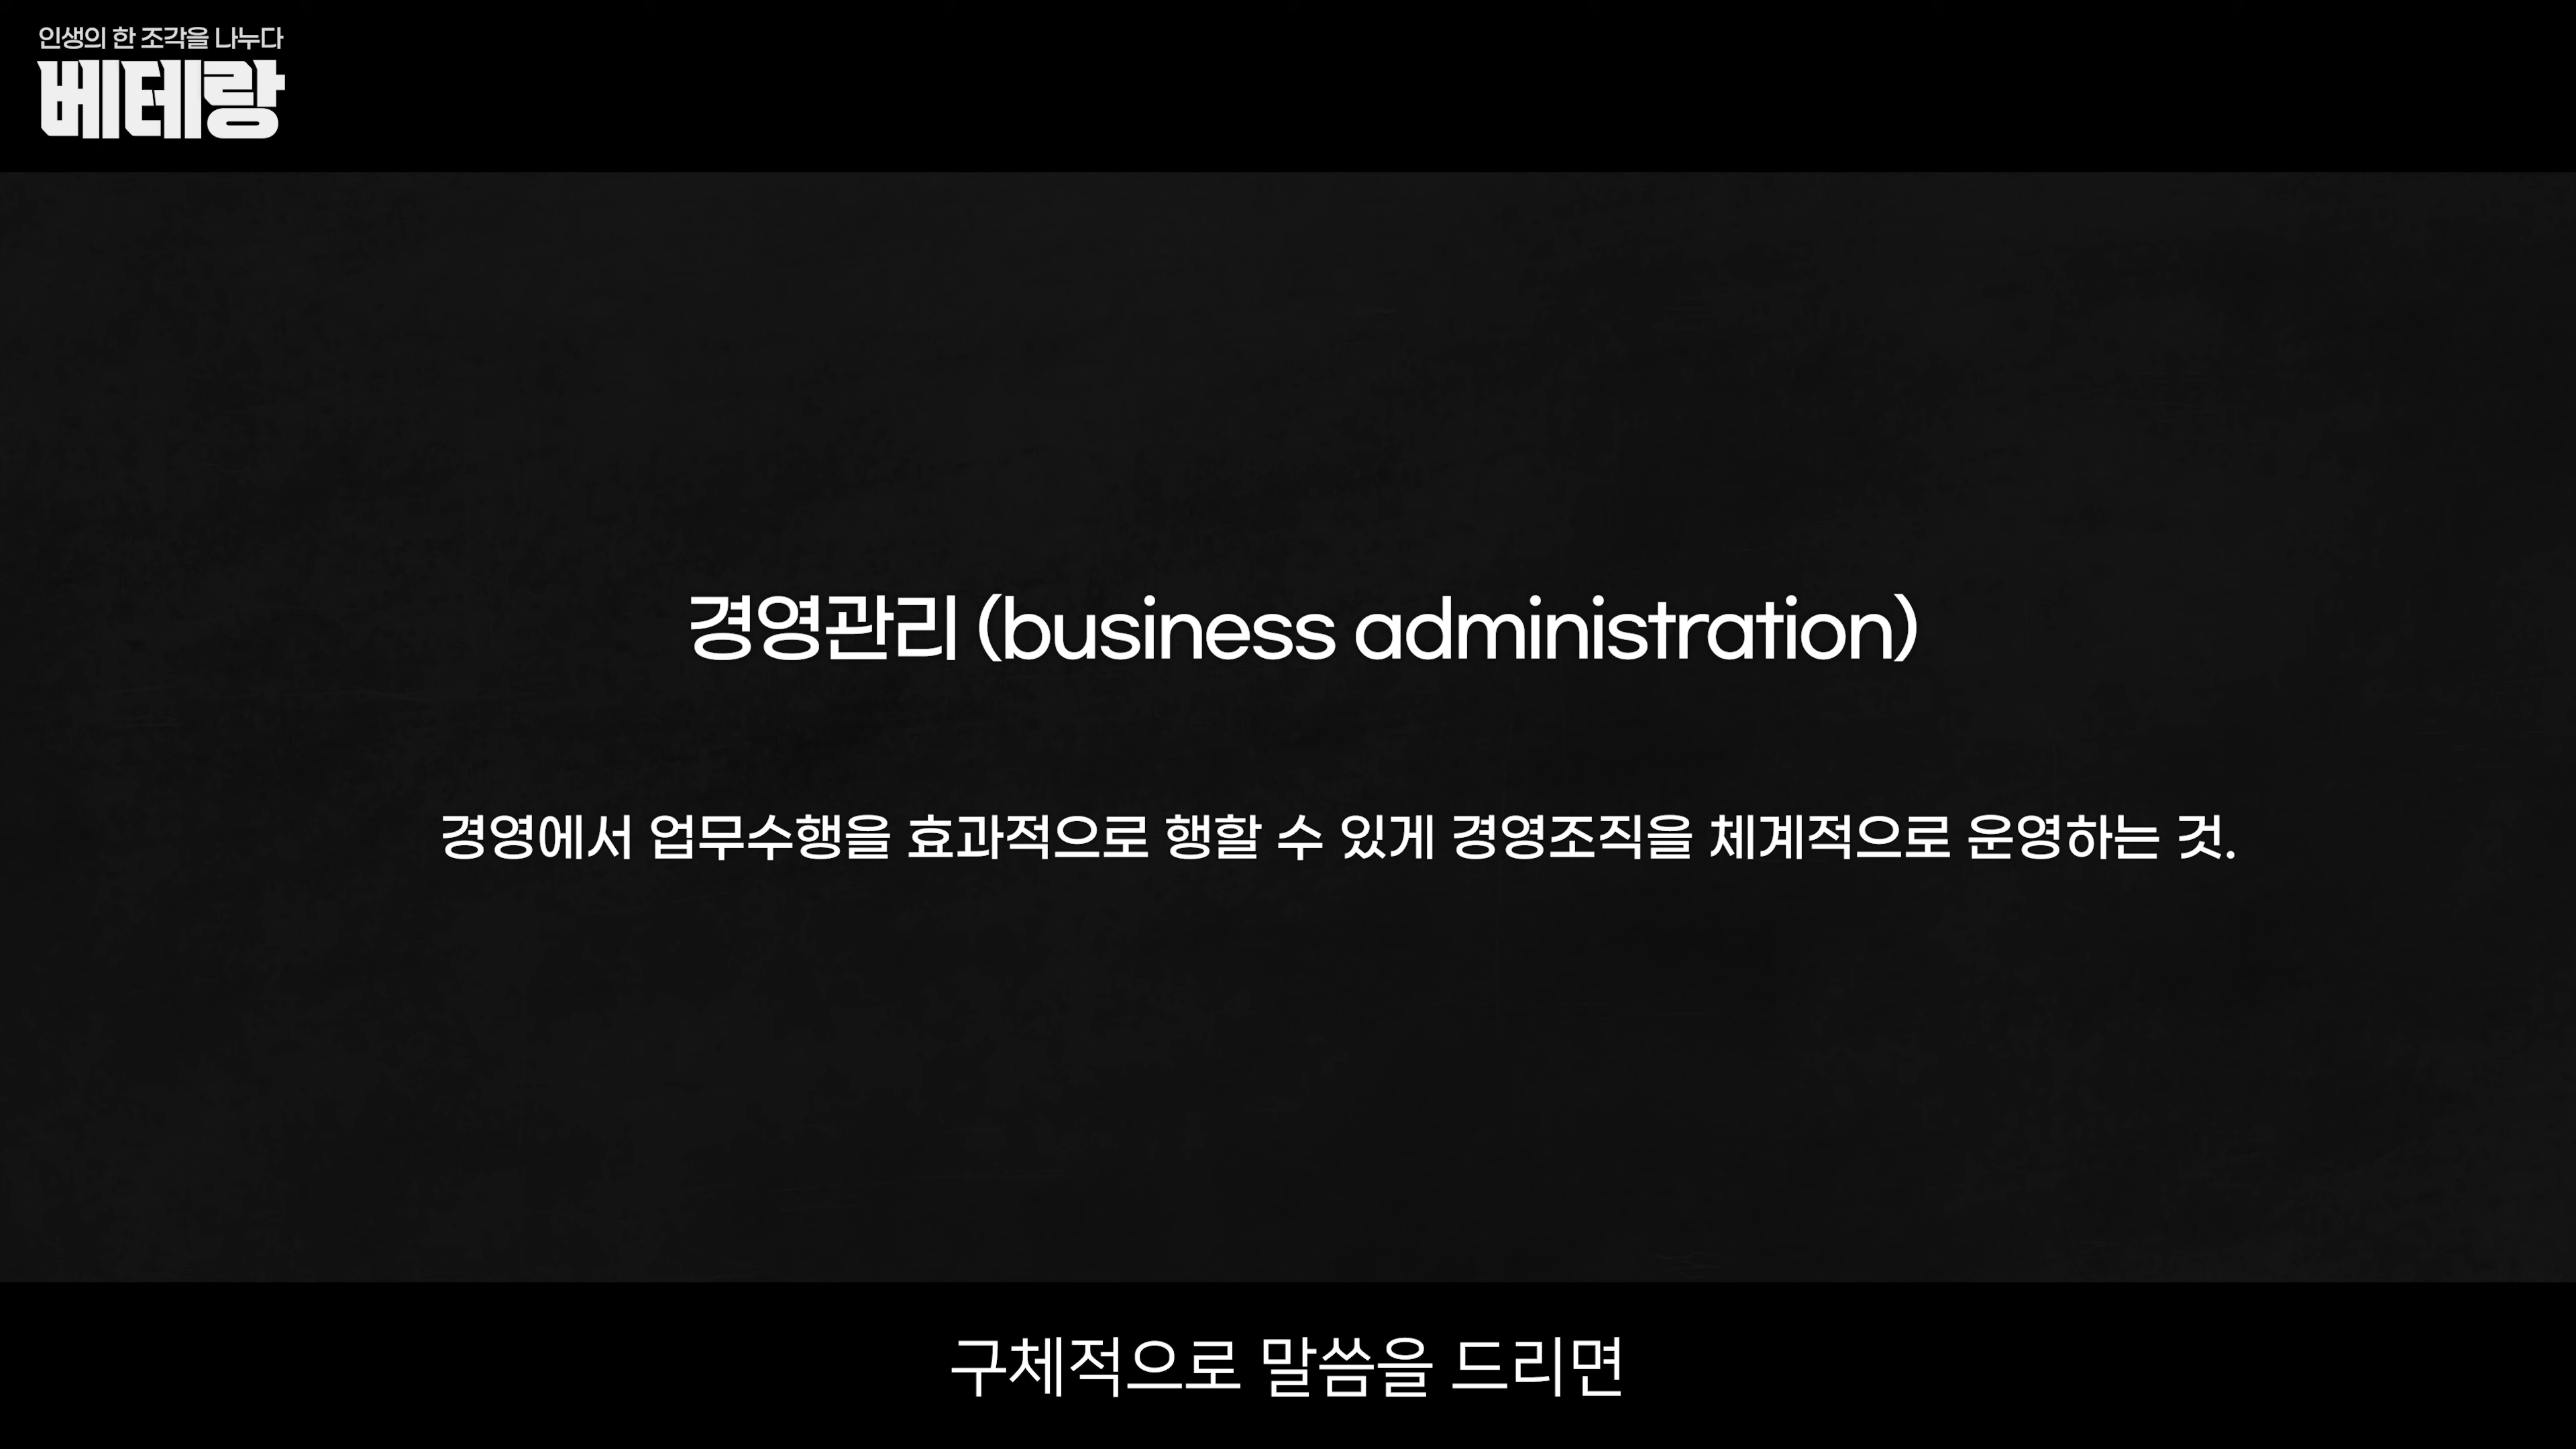 인생의 한 조각을 나누다
베테랑
경영관리 (business administration)
경영에서 업무수행을 효과적으로 행할 수 있게 경영조직을 체계적으로 운영하는 것.
구체적으로 말씀을 드리면